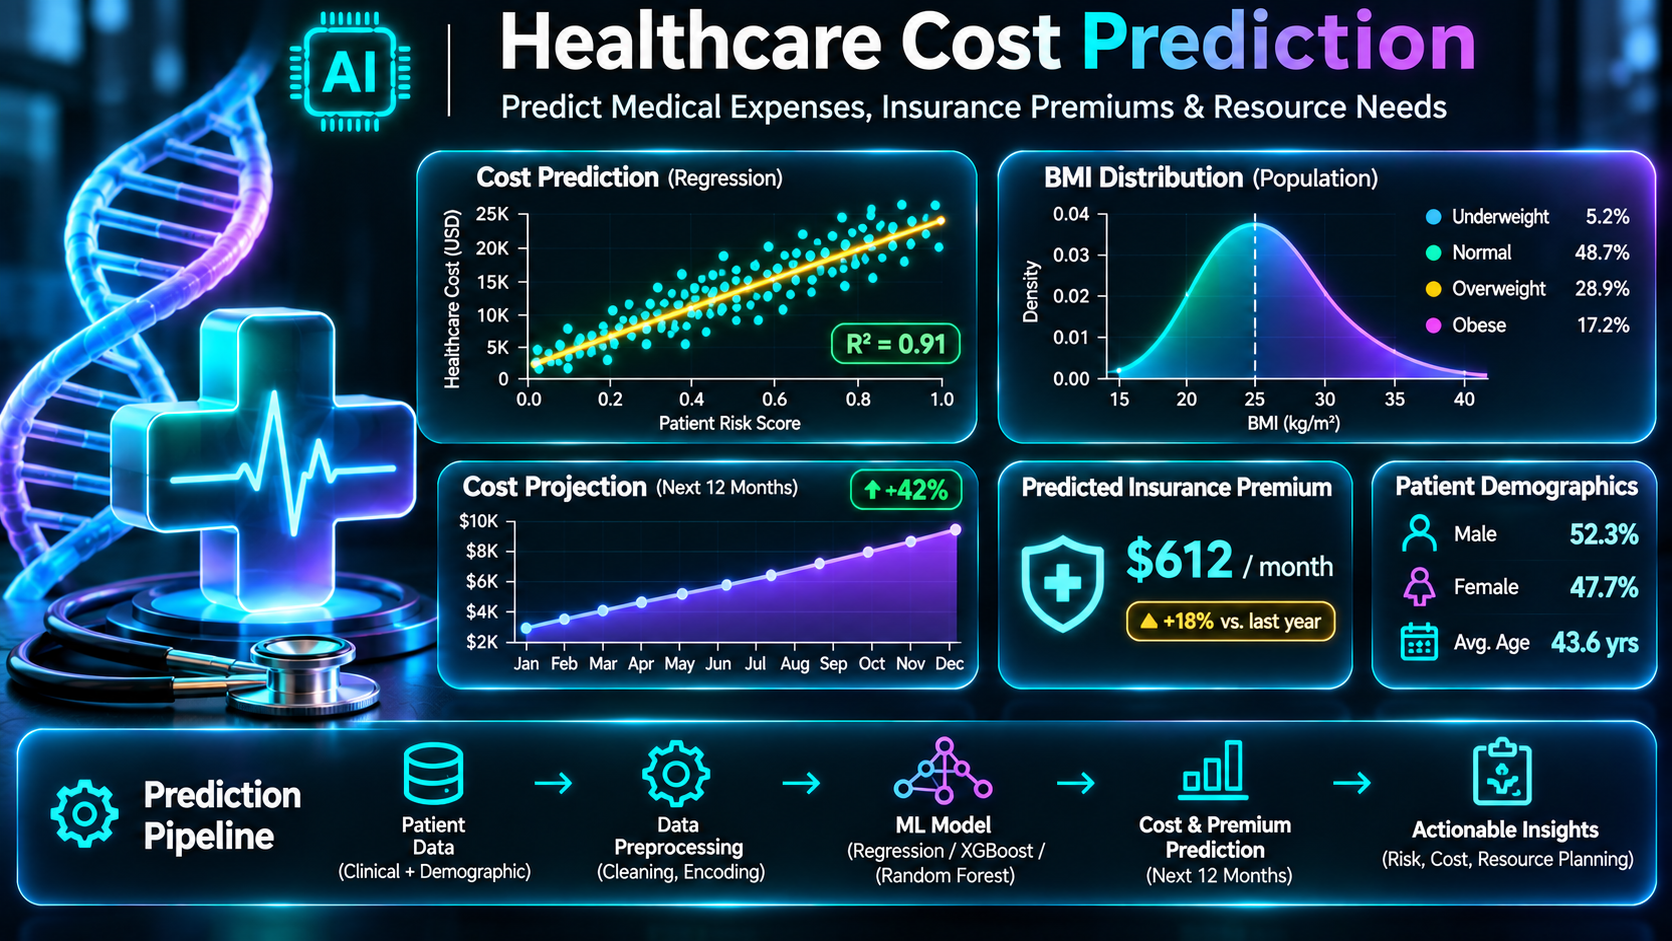 AI
Healthcare Cost Prediction
Predict Medical Expenses, Insurance Premiums & Resource Needs
Cost Prediction (Regression)
Healthcare Cost (USD)
25K
20K
15K
10K
5K
0
R² = 0.91
0.0 0.2 0.4 0.6 0.8 1.0
Patient Risk Score
BMI Distribution (Population)
Density
0.04
0.03
0.02
0.01
0.00
15 20 25 30 35 40
BMI (kg/m²)
Underweight 5.2%
Normal 48.7%
Overweight 28.9%
Obese 17.2%
Cost Projection (Next 12 Months)
+42%
$10K
$8K
$6K
$4K
$2K
Jan Feb Mar Apr May Jun Jul Aug Sep Oct Nov Dec
Predicted Insurance Premium
$612 / month
+18% vs. last year
Patient Demographics
Male 52.3%
Female 47.7%
Avg. Age 43.6 yrs
Prediction
Pipeline
Patient
Data
(Clinical + Demographic)
Data
Preprocessing
(Cleaning, Encoding)
ML Model
(Regression / XGBoost /
(Random Forest)
Cost & Premium
Prediction
(Next 12 Months)
Actionable Insights
(Risk, Cost, Resource Planning)